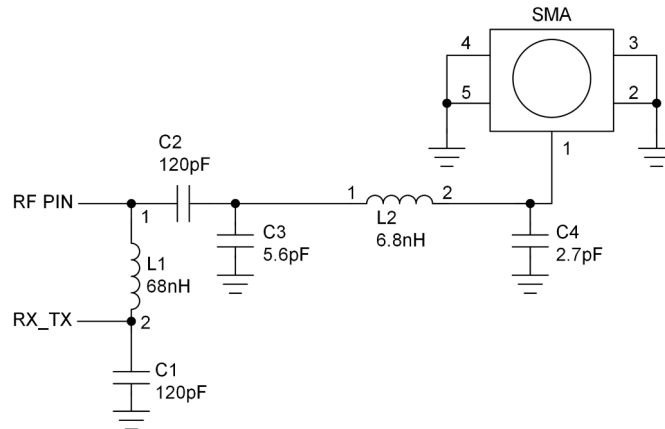 SMA
4
3
5
2
1
C2
120pF
RF PIN
1
1
2
L2
6.8nH
C3
5.6pF
C4
2.7pF
L1
68nH
RX_TX
2
C1
120pF